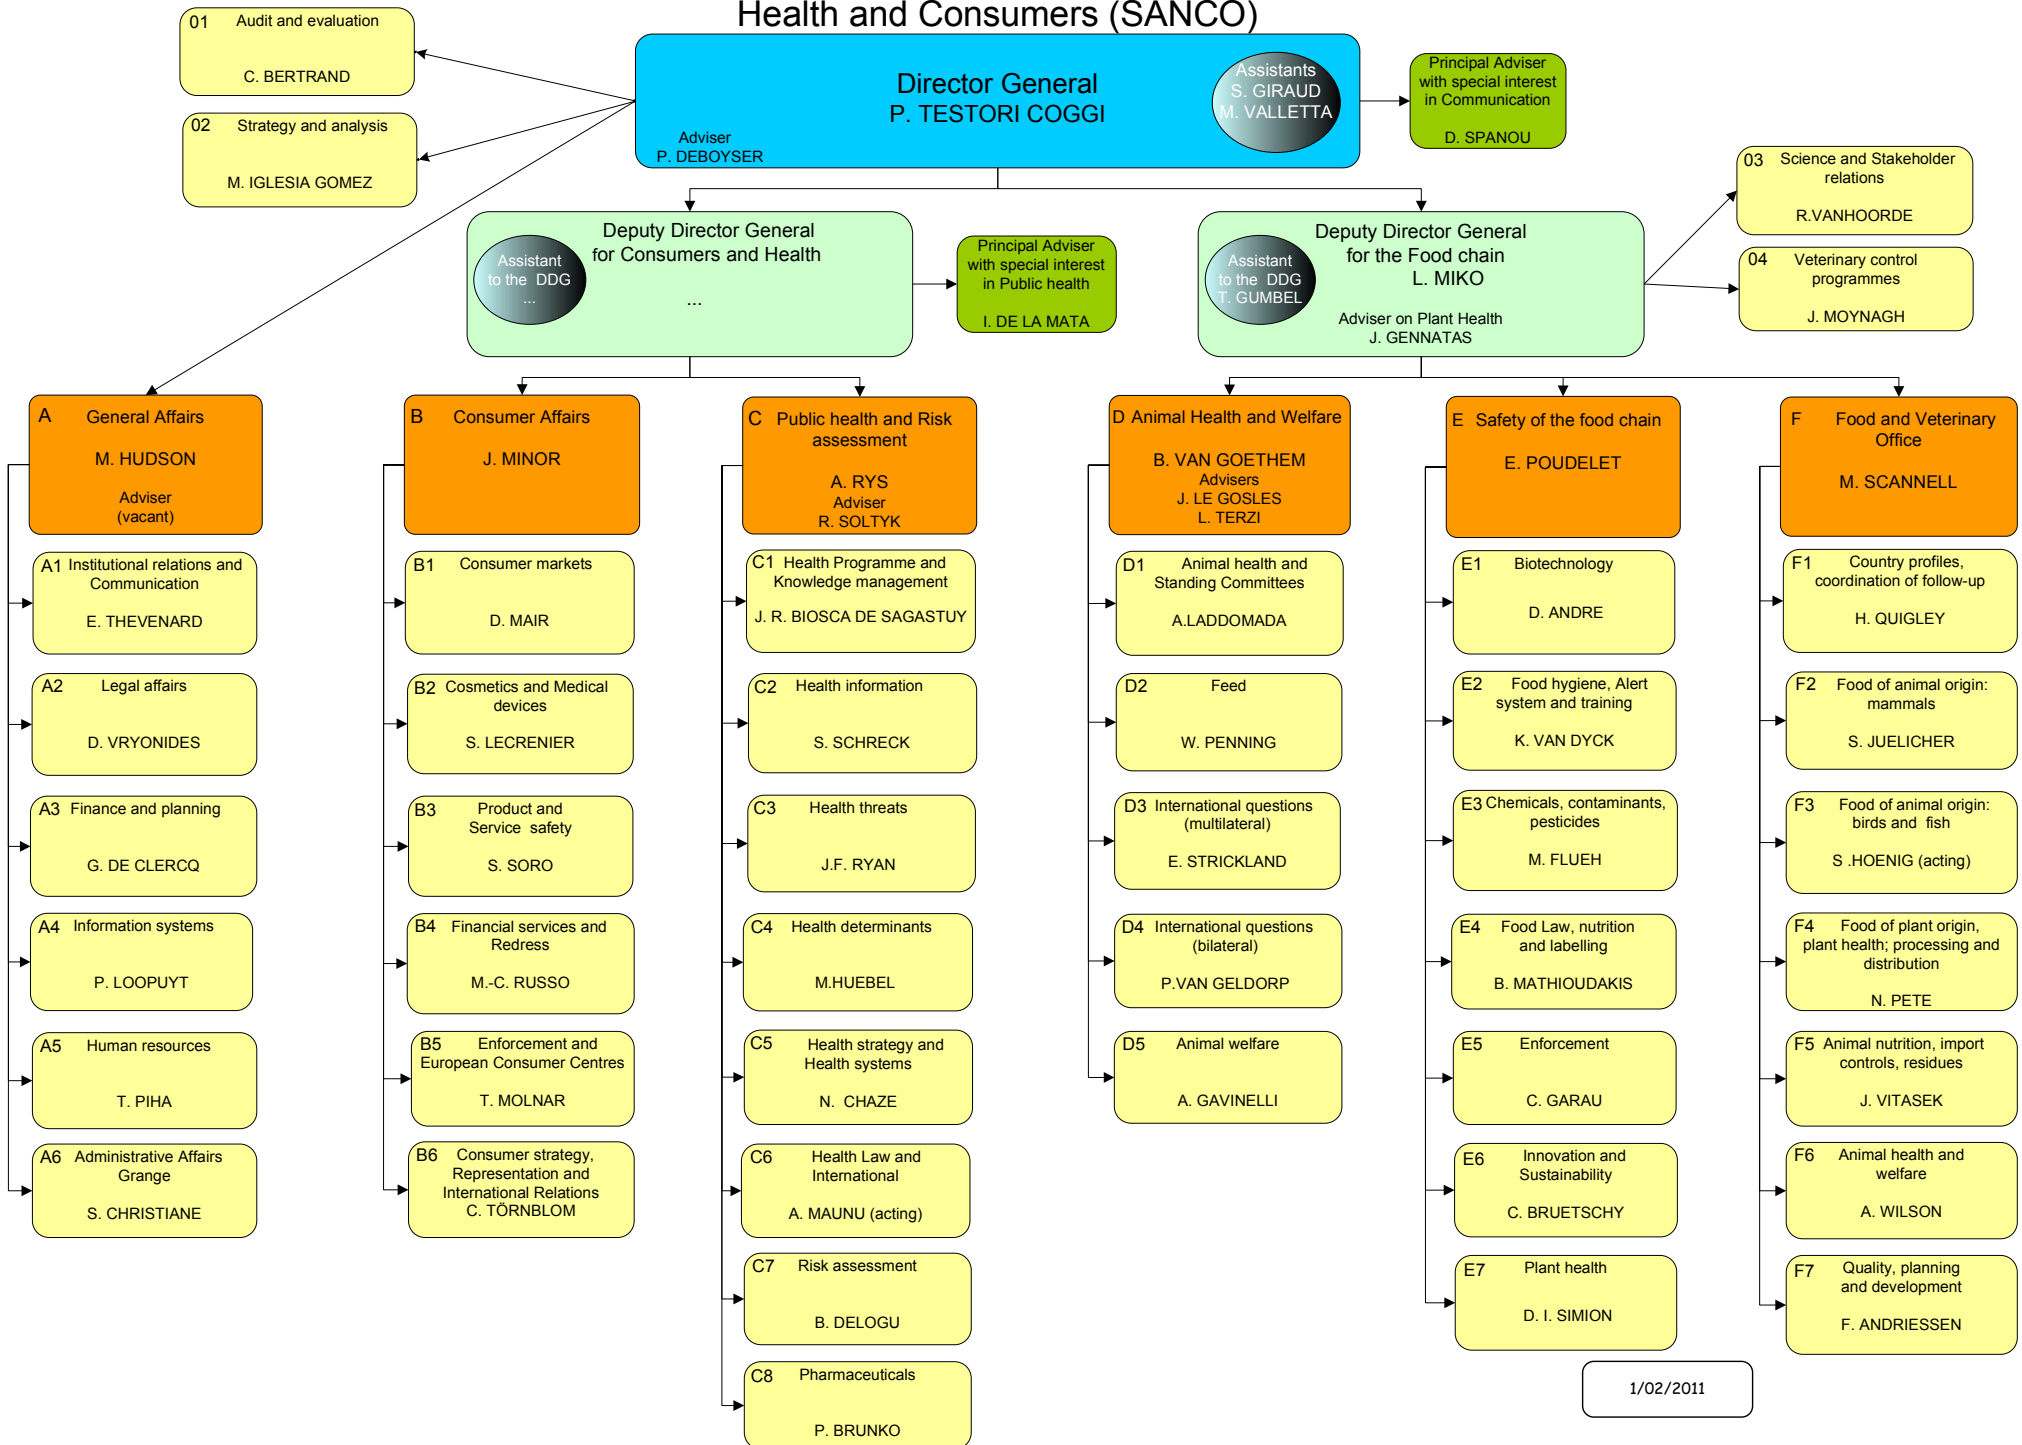 Health and Consumers (SANCO)
01 Audit and evaluation
C. BERTRAND
02 Strategy and analysis
M. IGLESIA GOMEZ
Director General
P. TESTORI COGGI
Adviser
P. DEBOYSER
Assistants
S. GIRAUD
M. VALLETTA
Principal Adviser
with special interest
in Communication
D. SPANOU
03 Science and Stakeholder
relations
R.VANHOORDE
04 Veterinary control
programmes
J. MOYNAGH
Deputy Director General
for Consumers and Health
...
Assistant
to the DDG
...
Principal Adviser
with special interest
in Public health
I. DE LA MATA
Deputy Director General
for the Food chain
L. MIKO
Assistant
to the DDG
T. GUMBEL
Adviser on Plant Health
J. GENNATAS
A General Affairs
M. HUDSON
Adviser
(vacant)
A1 Institutional relations and
Communication
E. THEVENARD
A2 Legal affairs
D. VRYONIDES
A3 Finance and planning
G. DE CLERCQ
A4 Information systems
P. LOOPUYT
A5 Human resources
T. PIHA
A6 Administrative Affairs
Grange
S. CHRISTIANE
B Consumer Affairs
J. MINOR
B1 Consumer markets
D. MAIR
B2 Cosmetics and Medical
devices
S. LECRENIER
B3 Product and
Service safety
S. SORO
B4 Financial services and
Redress
M.-C. RUSSO
B5 Enforcement and
European Consumer Centres
T. MOLNAR
B6 Consumer strategy,
Representation and
International Relations
C. TÖRNBLOM
C Public health and Risk
assessment
A. RYS
Adviser
R. SOLTYK
C1 Health Programme and
Knowledge management
J. R. BIOSCA DE SAGASTUY
C2 Health information
S. SCHRECK
C3 Health threats
J.F. RYAN
C4 Health determinants
M.HUEBEL
C5 Health strategy and
Health systems
N. CHAZE
C6 Health Law and
International
A. MAUNU (acting)
C7 Risk assessment
B. DELOGU
C8 Pharmaceuticals
P. BRUNKO
D Animal Health and Welfare
B. VAN GOETHEM
Advisers
J. LE GOSLES
L. TERZI
D1 Animal health and
Standing Committees
A.LADDOMADA
D2 Feed
W. PENNING
D3 International questions
(multilateral)
E. STRICKLAND
D4 International questions
(bilateral)
P.VAN GELDORP
D5 Animal welfare
A. GAVINELLI
E Safety of the food chain
E. POUDELET
E1 Biotechnology
D. ANDRE
E2 Food hygiene, Alert
system and training
K. VAN DYCK
E3 Chemicals, contaminants,
pesticides
M. FLUEH
E4 Food Law, nutrition
and labelling
B. MATHIOUDAKIS
E5 Enforcement
C. GARAU
E6 Innovation and
Sustainability
C. BRUETSCHY
E7 Plant health
D. I. SIMION
F Food and Veterinary
Office
M. SCANNELL
F1 Country profiles,
coordination of follow-up
H. QUIGLEY
F2 Food of animal origin:
mammals
S. JUELICHER
F3 Food of animal origin:
birds and fish
S .HOENIG (acting)
F4 Food of plant origin,
plant health; processing and
distribution
N. PETE
F5 Animal nutrition, import
controls, residues
J. VITASEK
F6 Animal health and
welfare
A. WILSON
F7 Quality, planning
and development
F. ANDRIESSEN
1/02/2011